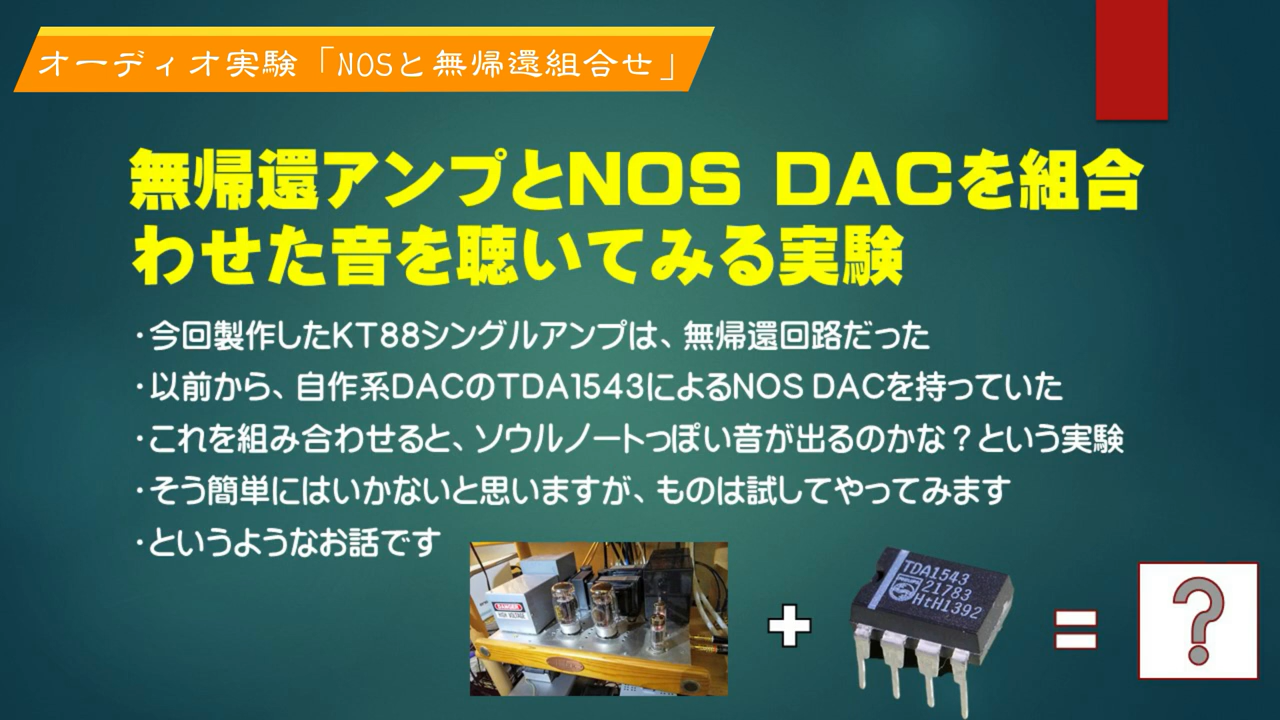 オーディオ実験「NOSと無帰還組合せ」
無帰還アンプとNOS DACを組合
わせた音を聴いてみる実験
・今回製作したKT88シングルアンプは、無帰還回路だった
・以前から、自作系DACのTDA1543によるNOS DACを持っていた
・これを組み合わせると、ソウルノートっぽい音が出るのかな？という実験
・そう簡単にはいかないと思いますが、ものは試してやってみます
・というようなお話です
DANGER
HIGH VOLTAGE
TDA1543
PHILIPS
21783
HtH1392
+
=
?